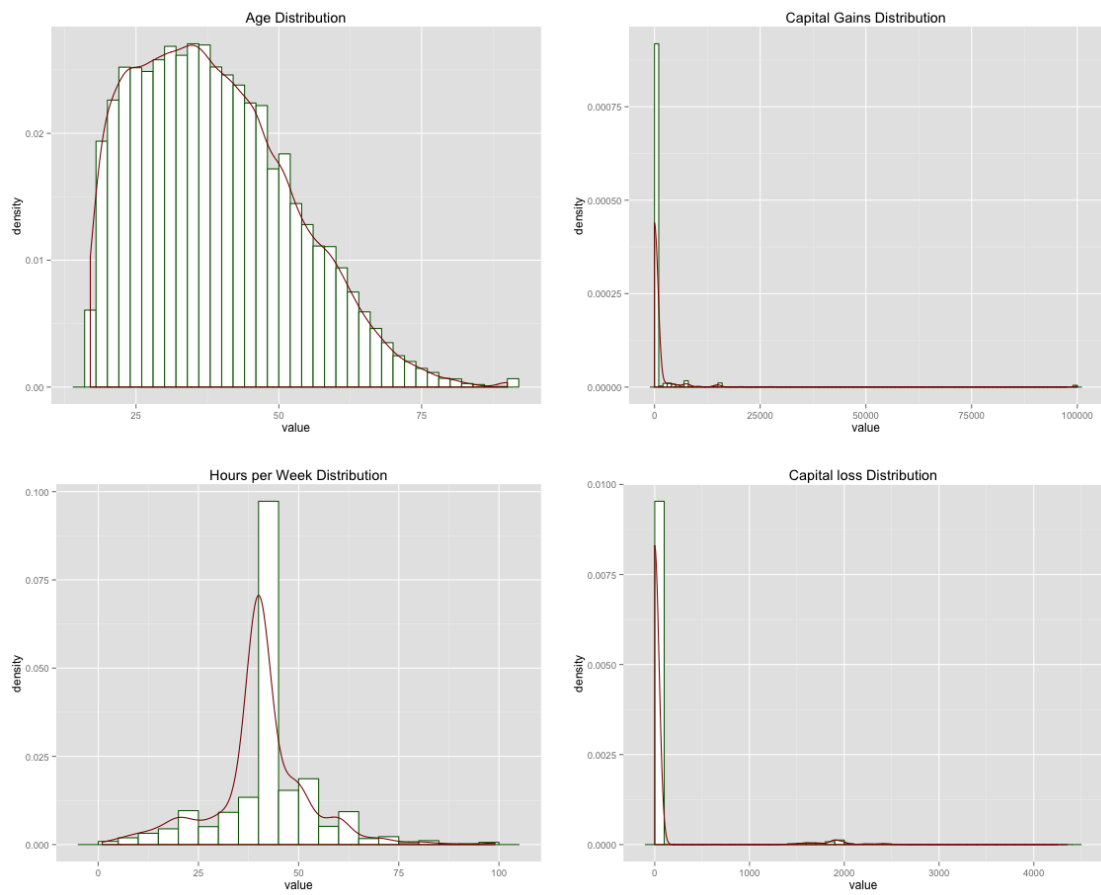 Age Distribution
0.02
0.01
0.00
density
25
50
75
value
Capital Gains Distribution
0.00075
0.00050
0.00025
0.00000
density
0
25000
50000
75000
100000
value
Hours per Week Distribution
0.100
0.075
0.050
0.025
0.000
density
0
25
50
75
100
value
Capital loss Distribution
0.0100
0.0075
0.0050
0.0025
0.0000
density
0
1000
2000
3000
4000
value